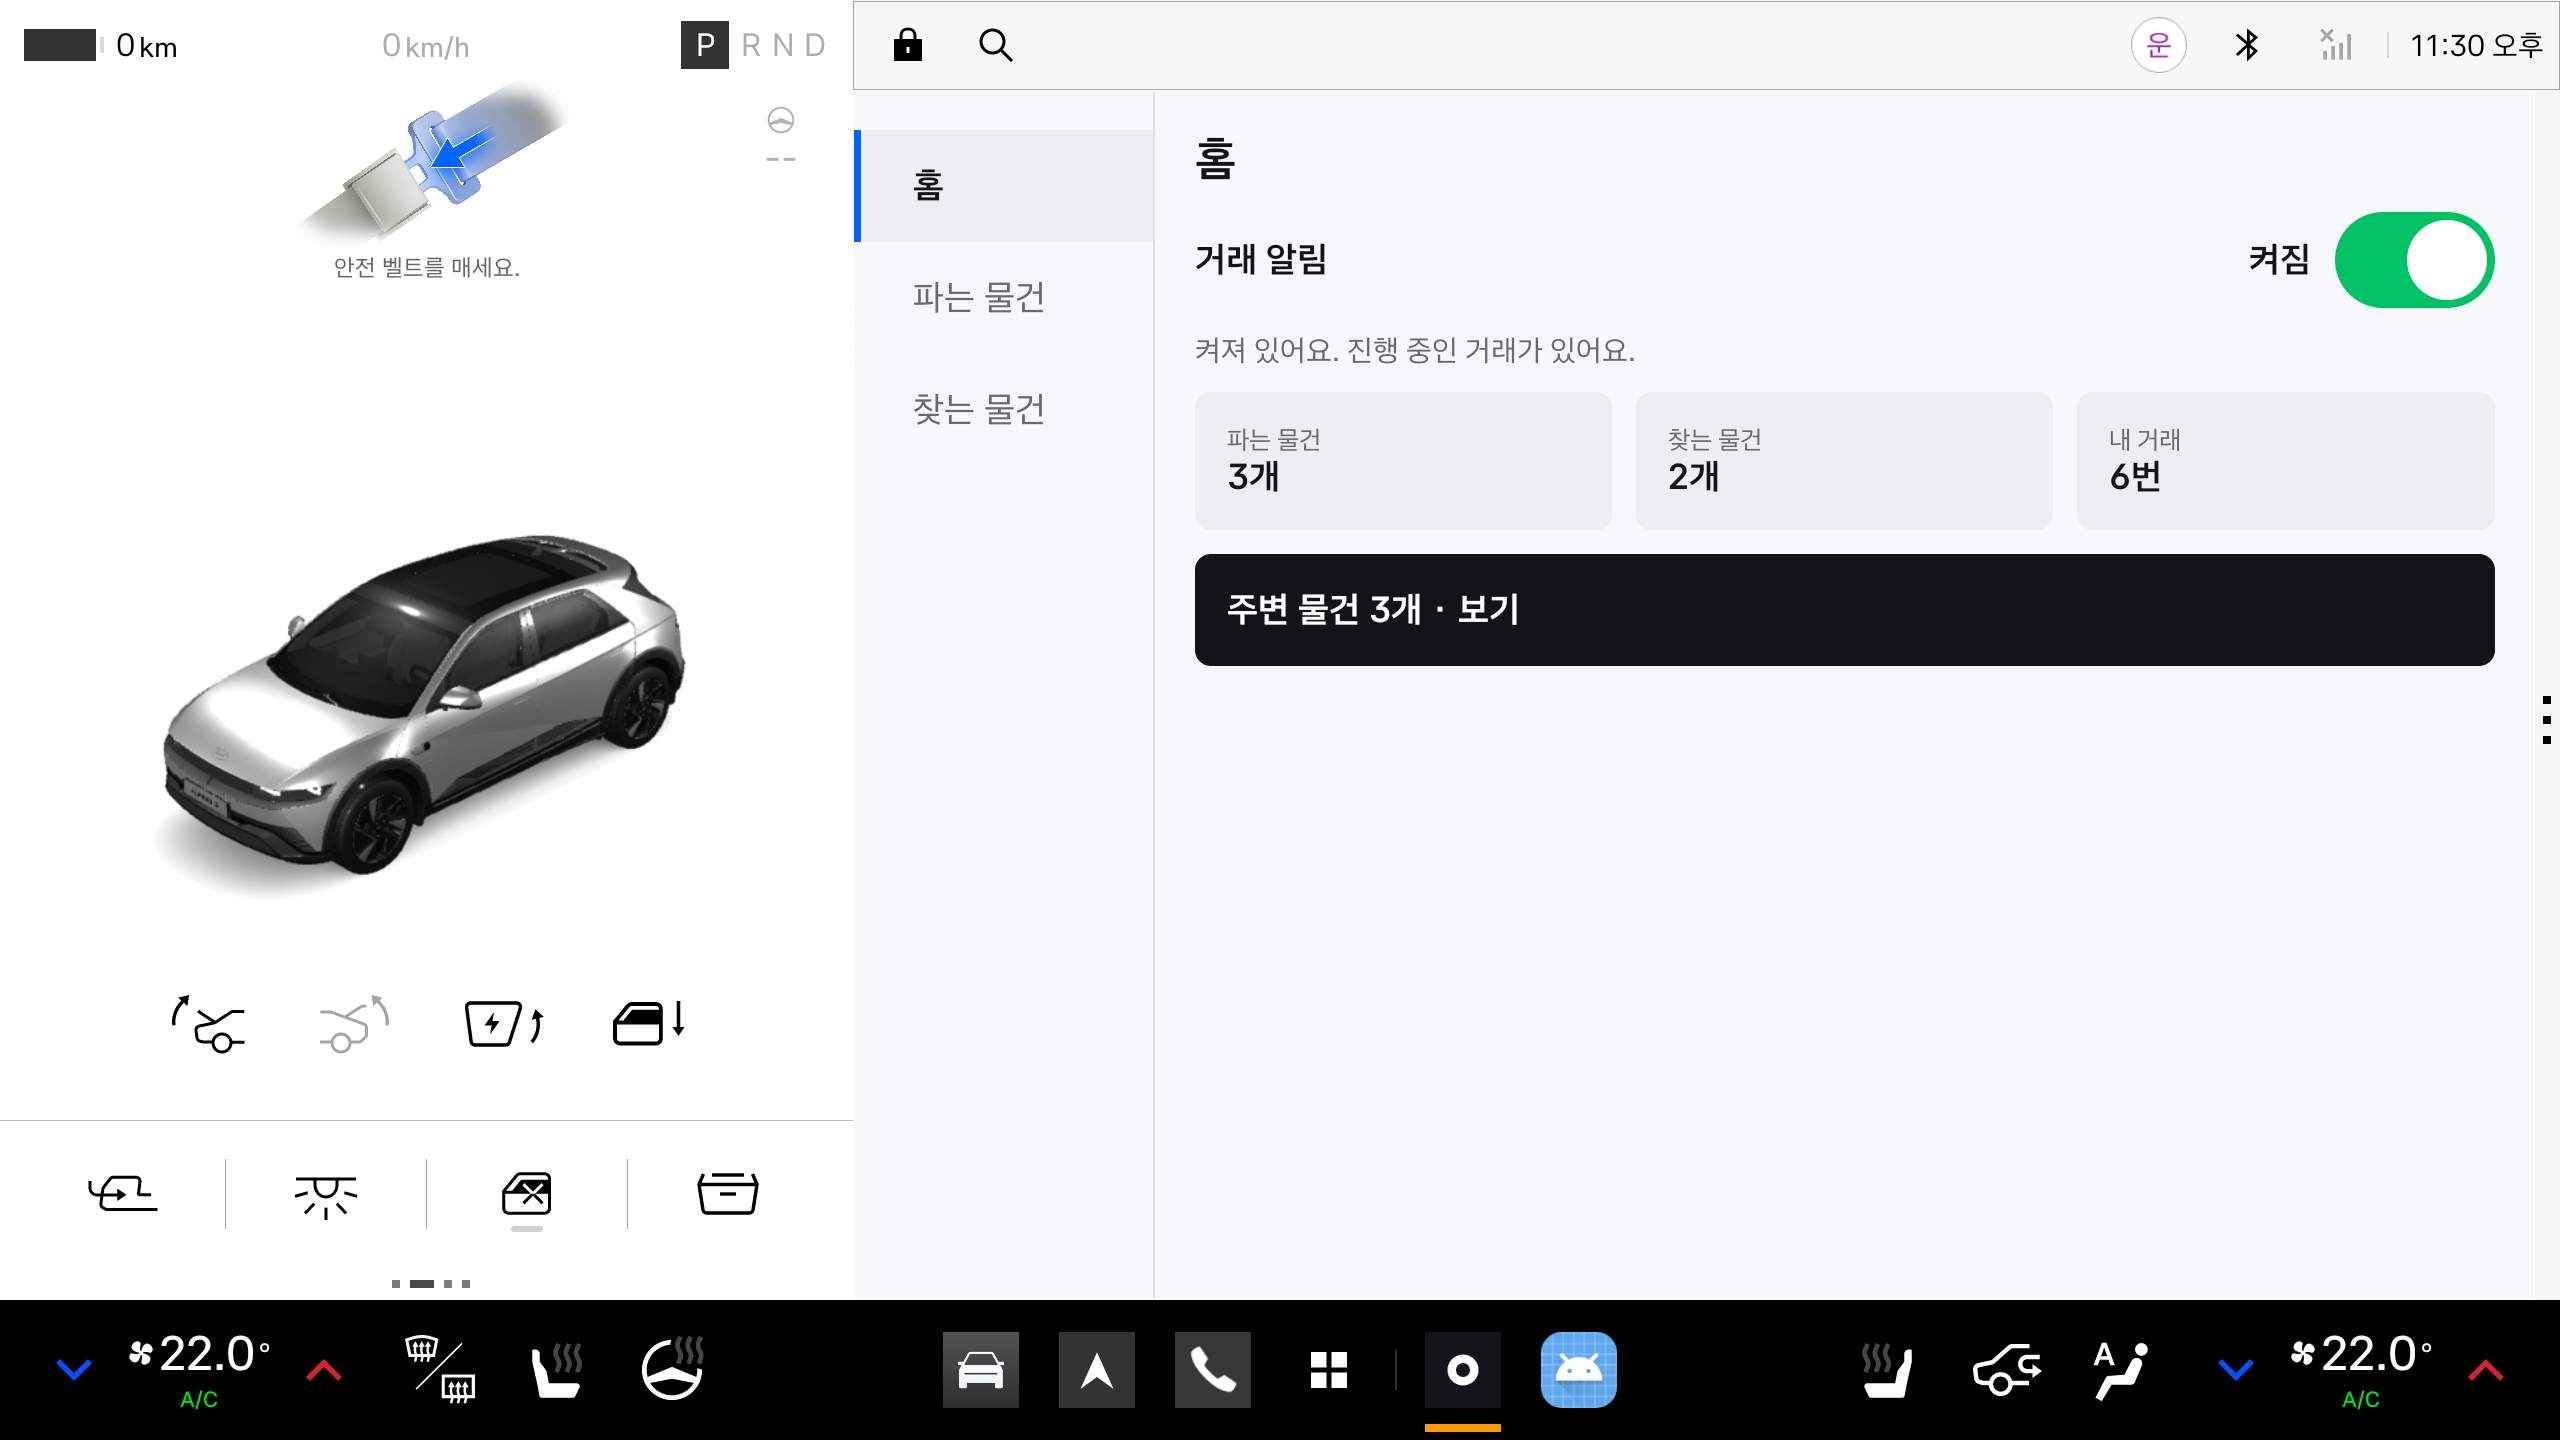 0 km
0 km/h
P R N D
안전 벨트를 매세요.
--
운
11:30 오후
홈
파는 물건
찾는 물건
홈
거래 알림
켜짐
켜져 있어요. 진행 중인 거래가 있어요.
파는 물건
3개
찾는 물건
2개
내 거래
6번
주변 물건 3개 · 보기
22.0°
A/C
A
22.0°
A/C